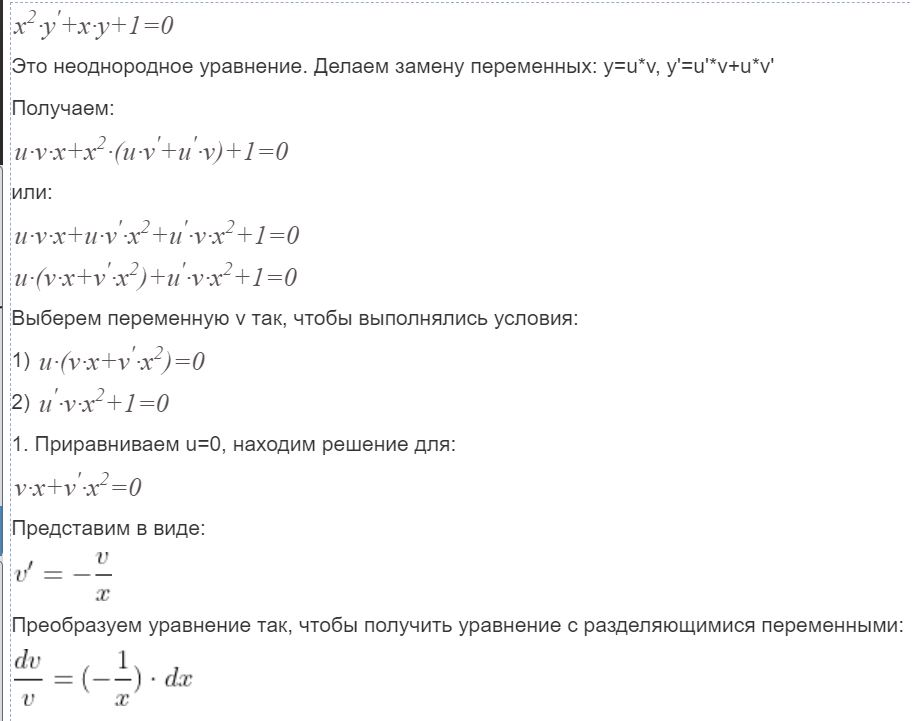 x²·y′+x·y+1=0
Это неоднородное уравнение. Делаем замену переменных: y=u*v, y'=u'*v+u*v'
Получаем:
u·v·x+x²·(u·v′+u′·v)+1=0
или:
u·v·x+u·v′·x²+u′·v·x²+1=0
u·(v·x+v′·x²)+u′·v·x²+1=0
Выберем переменную v так, чтобы выполнялись условия:
1) u·(v·x+v′·x²)=0
2) u′·v·x²+1=0
1. Приравниваем u=0, находим решение для:
v·x+v′·x²=0
Представим в виде:
v′ = −v/x
Преобразуем уравнение так, чтобы получить уравнение с разделяющимися переменными:
dv/v = (−1/x) · dx